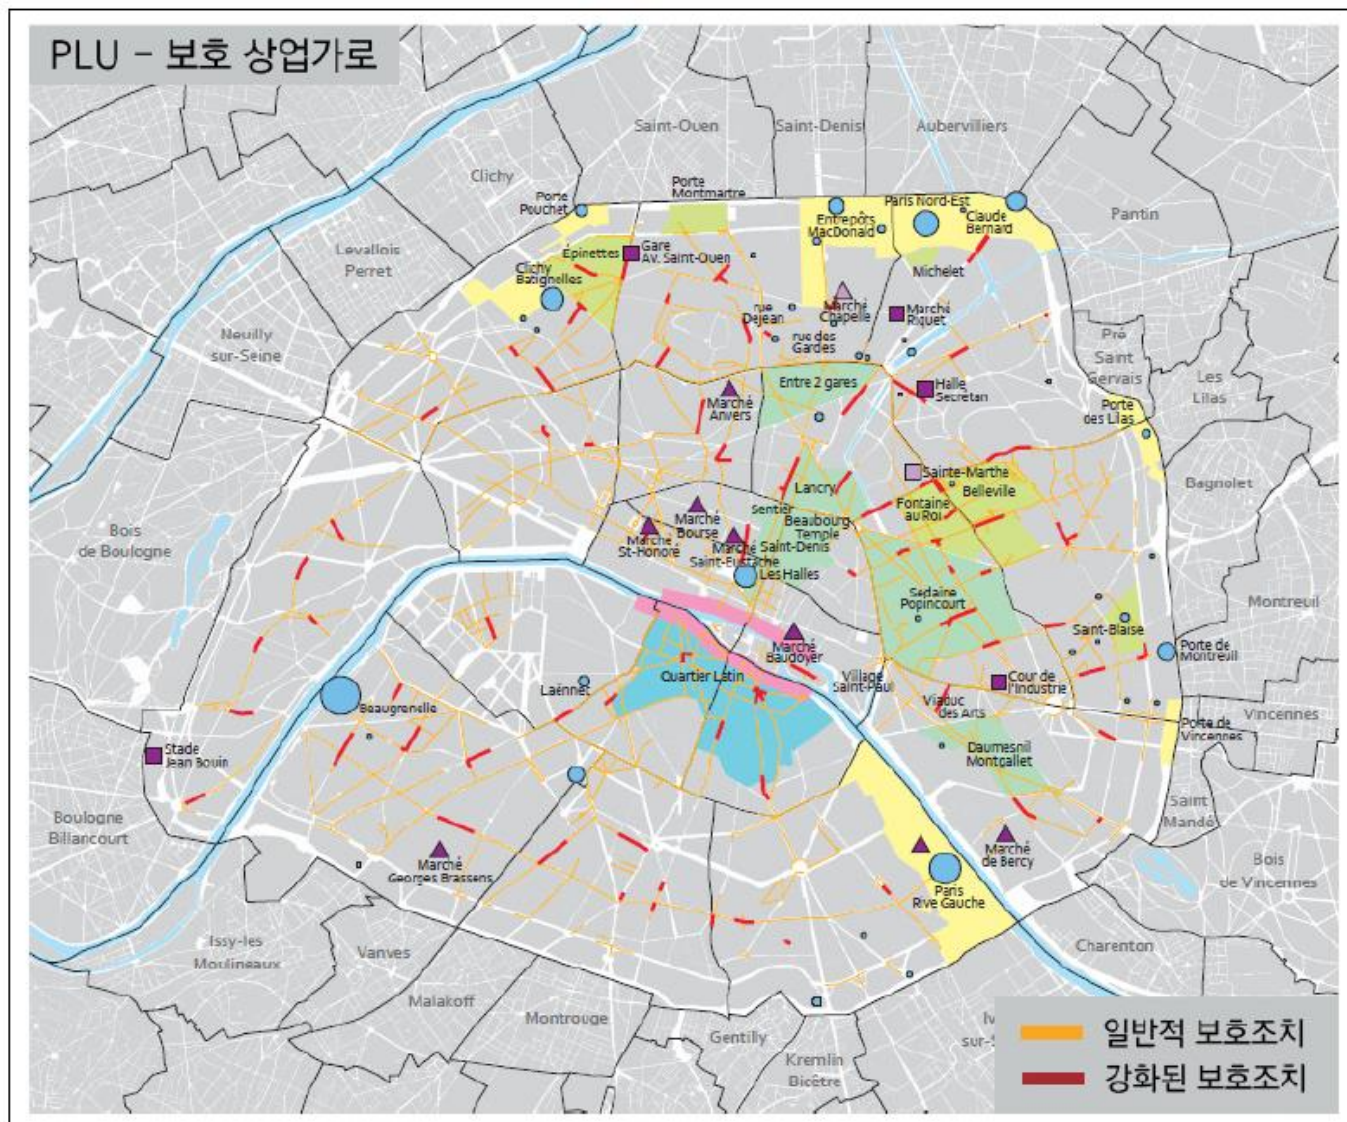 PLU - 보호 상업가로
Saint-Ouen
Saint-Denis
Aubervilliers
Clichy
Porte
Montmartre
Porte
Pouchet
Paris Nord-Est
Entrepôts
MacDonald
Claude
Bernard
Pantin
Levallois
Perret
Épinettes
Gare
Av. Saint-Ouen
Clichy
Batignelles
Michelet
rue
Dejean
Marché
Chapelle
Marché
Riquet
Neuilly
sur-Seine
rue des
Gardes
Pré
Saint
Gervais
Les
Lilas
Entre 2 gares
Marché
Anvers
Halle
Secrétan
Porte
des Lilas
Sainte-Marthe
Belleville
Bagnolet
Lancry
Fontaine
au Roi
Sentier
Beaubourg
Temple
Marché
Bourse
Marché
St-Honoré
Marché
Saint-Eustache
Saint-Denis
Les Halles
Bois
de Boulogne
Sedaine
Popincourt
Montreuil
Saint-Blaise
Marché
Baudoyer
Porte de
Montreuil
Quartier Latin
Village
Saint-Paul
Cour de
l'Industrie
Laënnet
Beaugrenelle
Viaduc
des Arts
Vincennes
Porte de
Vincennes
Stade
Jean Bouin
Daumesnil
Montgallet
Saint
Mandé
Boulogne
Billancourt
Marché
Georges Brassens
Marché
de Bercy
Paris
Rive Gauche
Bois
de Vincennes
Issy-les
Moulineaux
Vanves
Charenton
Malakoff
Montrouge
Gentilly
Kremlin
Bicêtre
일반적 보호조치
강화된 보호조치